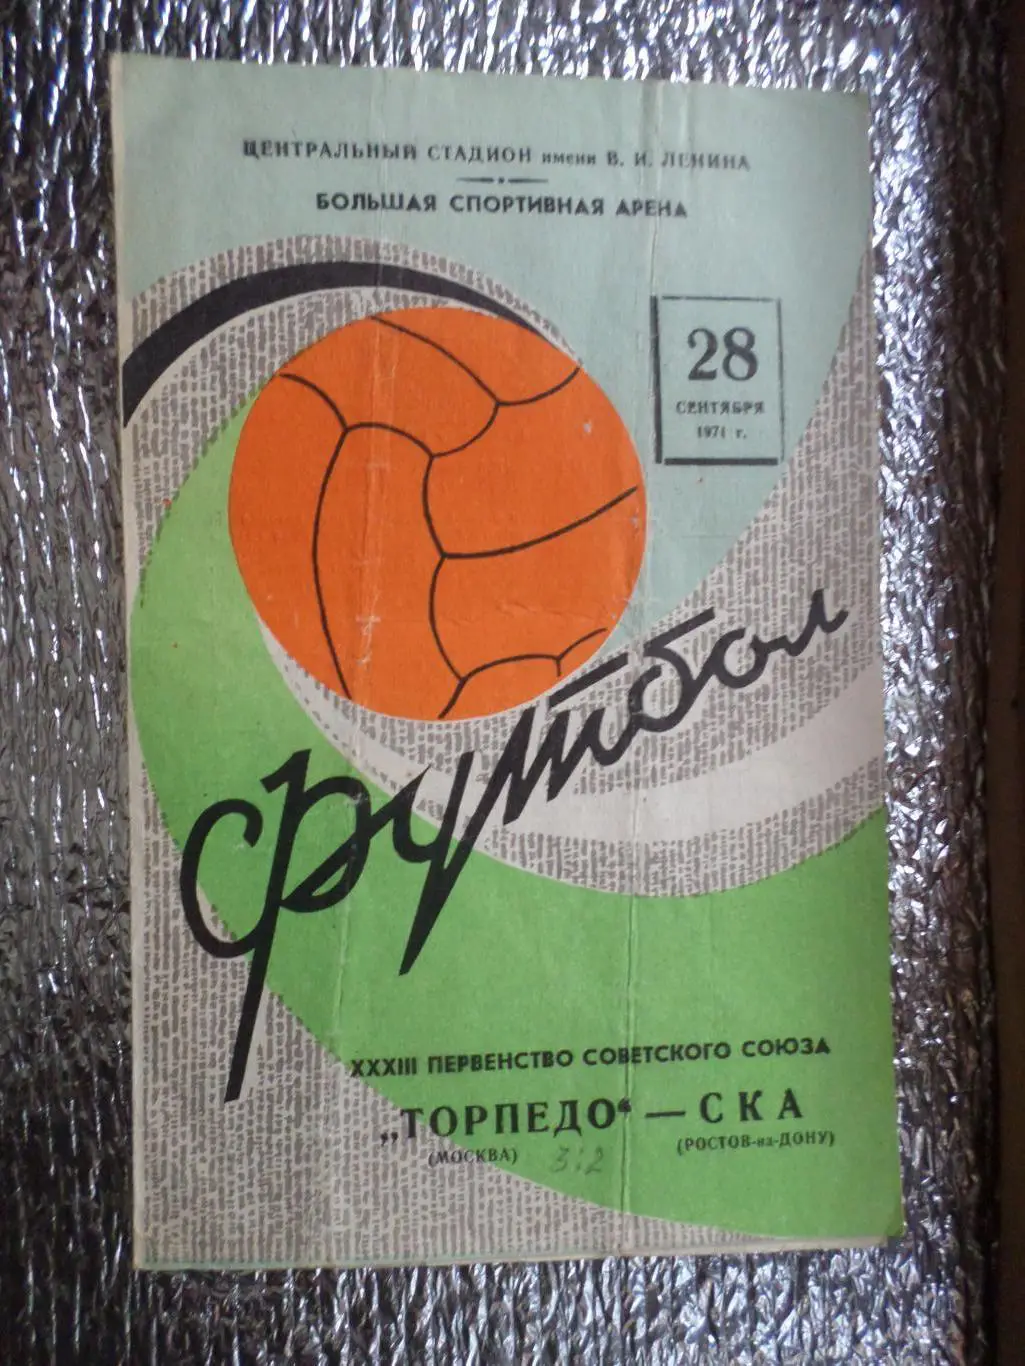 ЦЕНТРАЛЬНЫЙ СТАДИОН имени В. И. ЛЕНИНА
БОЛЬШАЯ СПОРТИВНАЯ АРЕНА
28
СЕНТЯБРЯ
1971 г.
Футбол
XXXIII ПЕРВЕНСТВО СОВЕТСКОГО СОЮЗА
„ТОРПЕДО“ — СКА
(МОСКВА) 3:2 (РОСТОВ-на-ДОНУ)